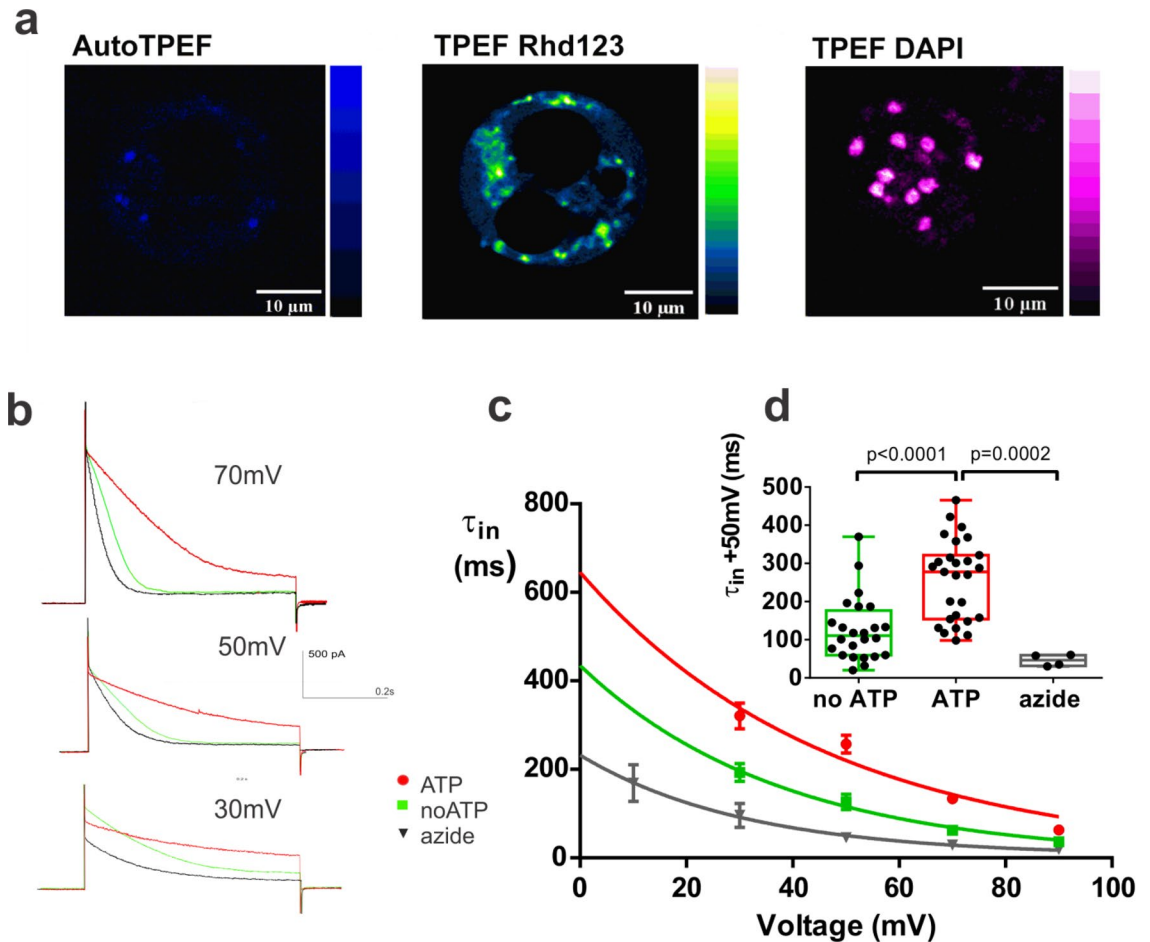 a
AutoTPEF
TPEF Rhd123
TPEF DAPI
10 μm
10 μm
10 μm
b
70mV
50mV
500 pA
0.2s
30mV
ATP
noATP
azide
c
τin
(ms)
800
600
400
200
0
0 20 40 60 80 100
Voltage (mV)
d
τin +50mV (ms)
p<0.0001 p=0.0002
500
400
300
200
100
0
no ATP ATP azide